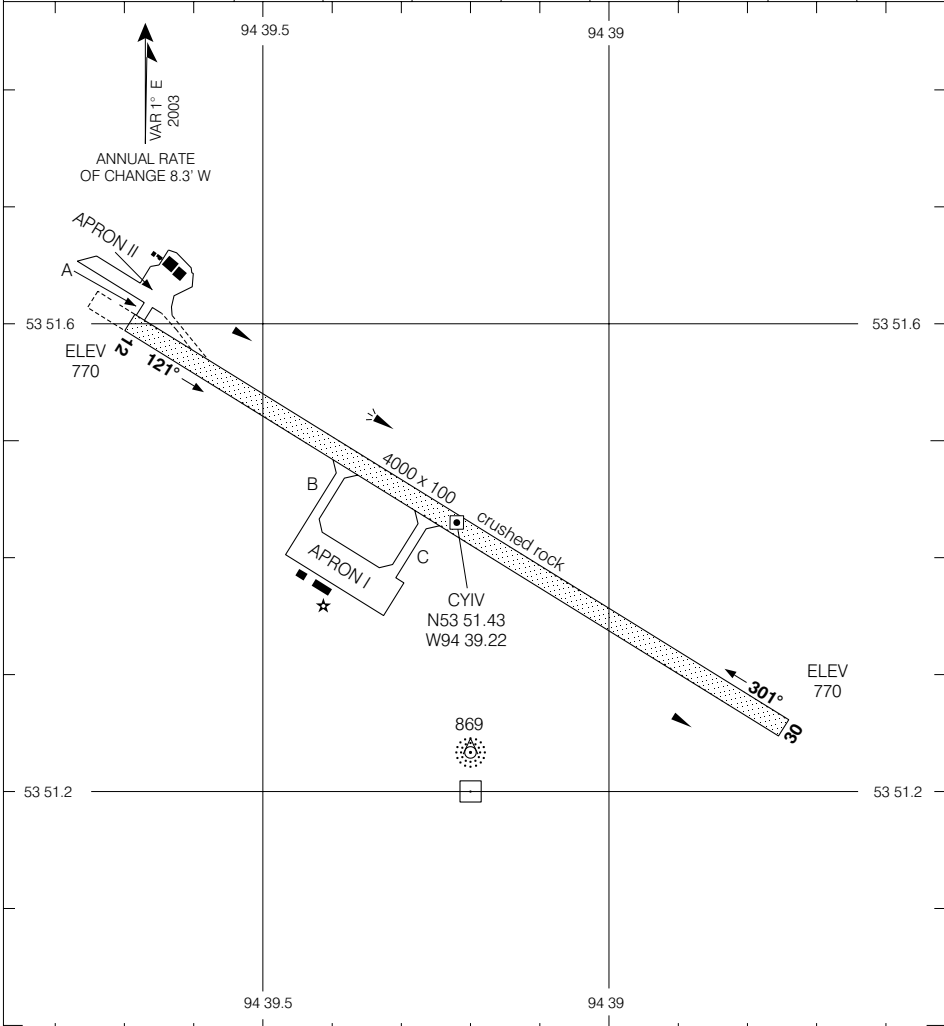 94 39.5
94 39
VAR 1° E
2003
ANNUAL RATE
OF CHANGE 8.3' W
APRON II
A
53 51.6
53 51.6
ELEV
770
12
121°
4000 x 100
crushed rock
B
C
APRON I
CYIV
N53 51.43
W94 39.22
ELEV
770
301°
30
869
53 51.2
53 51.2
94 39.5
94 39